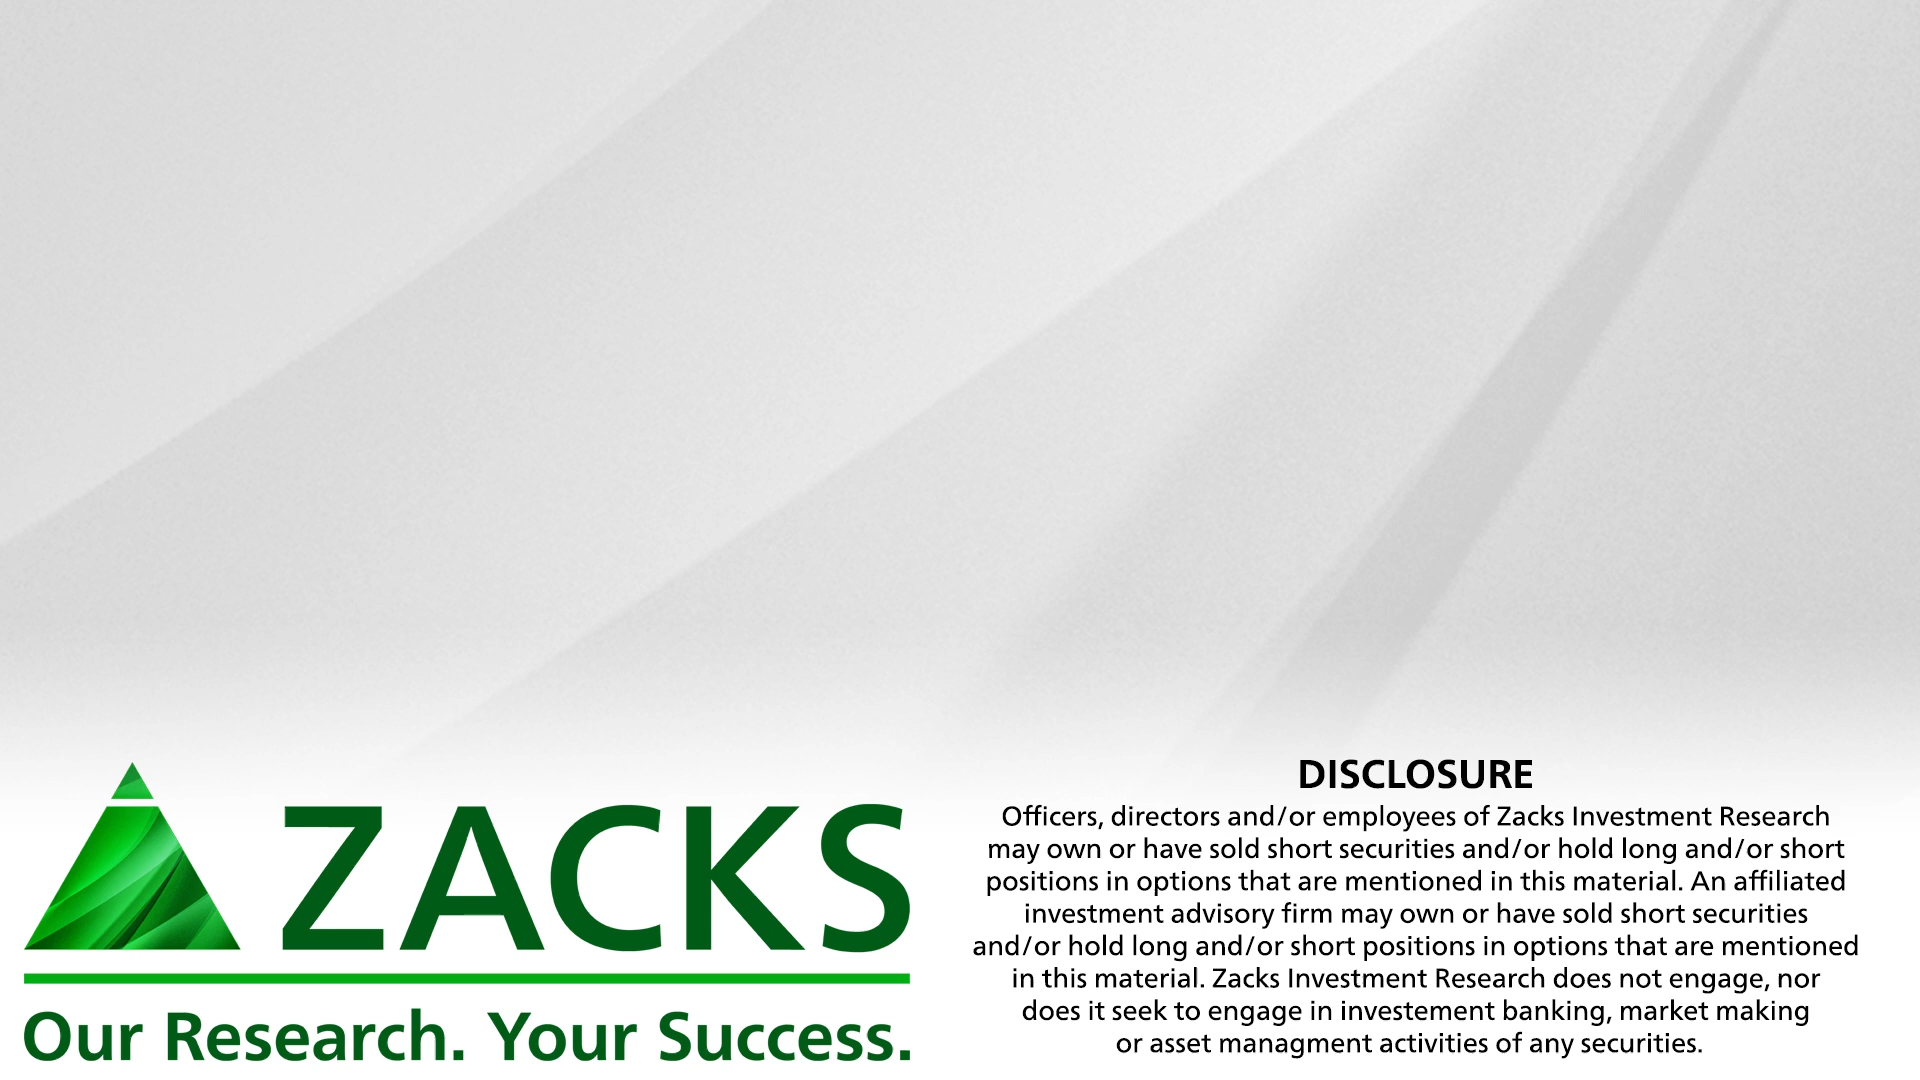 ZACKS
Our Research. Your Success.
DISCLOSURE
Officers, directors and/or employees of Zacks Investment Research
may own or have sold short securities and/or hold long and/or short
positions in options that are mentioned in this material. An affiliated
investment advisory firm may own or have sold short securities
and/or hold long and/or short positions in options that are mentioned
in this material. Zacks Investment Research does not engage, nor
does it seek to engage in investement banking, market making
or asset managment activities of any securities.